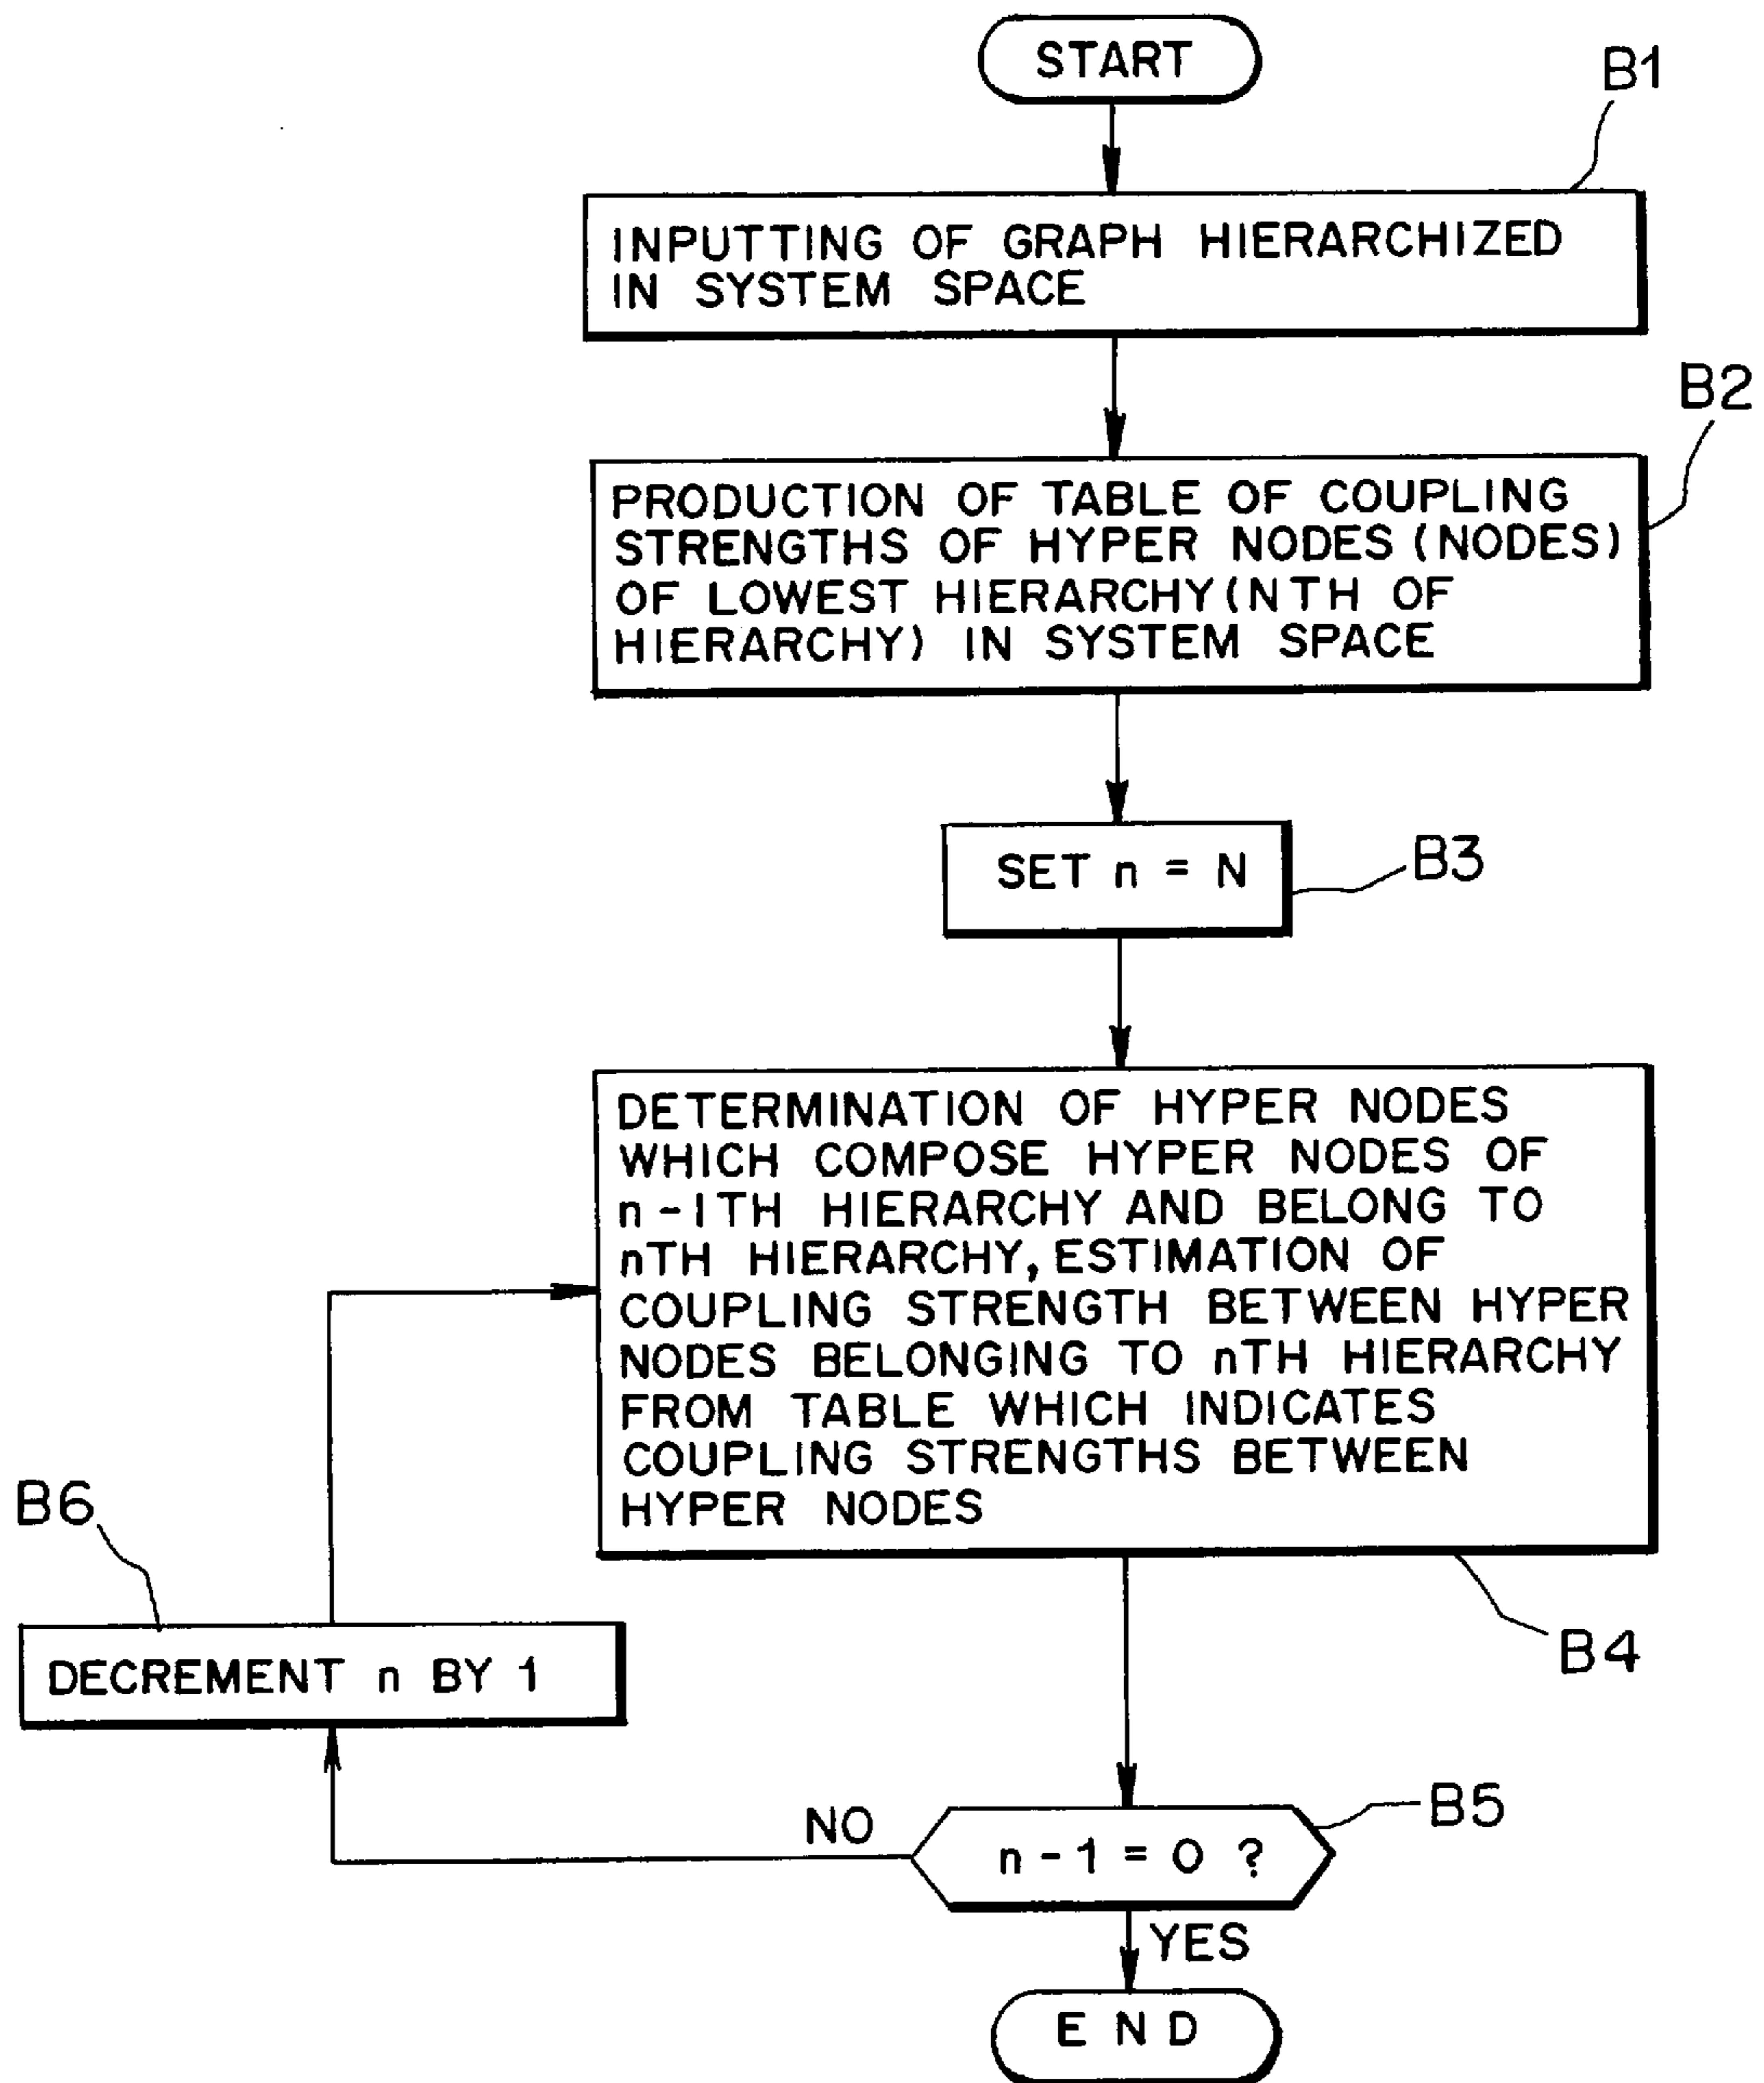 START
B1
INPUTTING OF GRAPH HIERARCHIZED
IN SYSTEM SPACE
B2
PRODUCTION OF TABLE OF COUPLING
STRENGTHS OF HYPER NODES (NODES)
OF LOWEST HIERARCHY (NTH OF
HIERARCHY) IN SYSTEM SPACE
SET n = N
B3
DETERMINATION OF HYPER NODES
WHICH COMPOSE HYPER NODES OF
n-1TH HIERARCHY AND BELONG TO
nTH HIERARCHY, ESTIMATION OF
COUPLING STRENGTH BETWEEN HYPER
NODES BELONGING TO nTH HIERARCHY
FROM TABLE WHICH INDICATES
COUPLING STRENGTHS BETWEEN
HYPER NODES
B4
B6
DECREMENT n BY 1
B5
NO
n-1 = 0 ?
YES
END